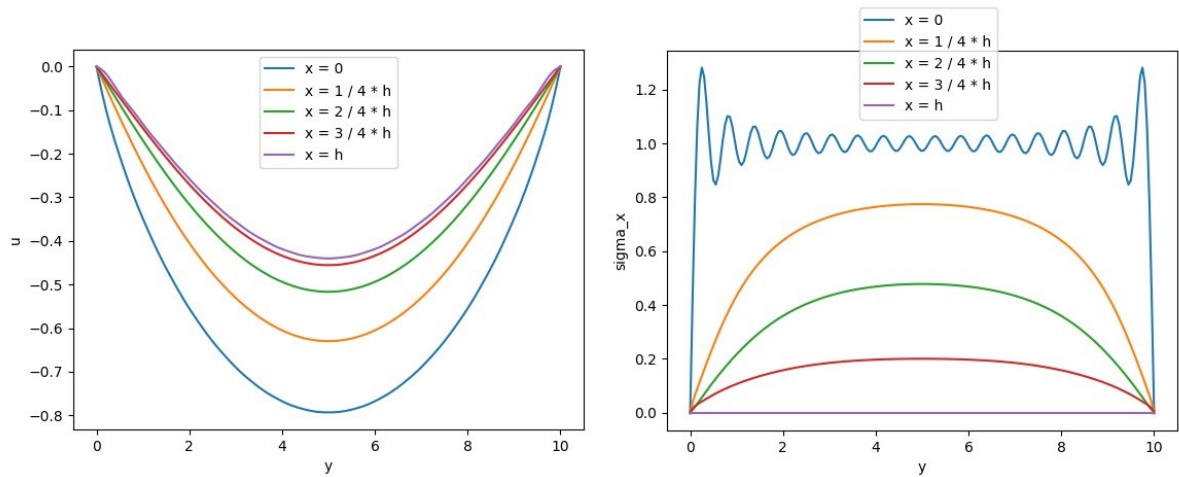 0.0
−0.1
−0.2
−0.3
−0.4
−0.5
−0.6
−0.7
−0.8
u
x = 0
x = 1 / 4 * h
x = 2 / 4 * h
x = 3 / 4 * h
x = h
0 2 4 6 8 10
y
x = 0
x = 1 / 4 * h
x = 2 / 4 * h
x = 3 / 4 * h
x = h
1.2
1.0
0.8
0.6
0.4
0.2
0.0
sigma_x
0 2 4 6 8 10
y